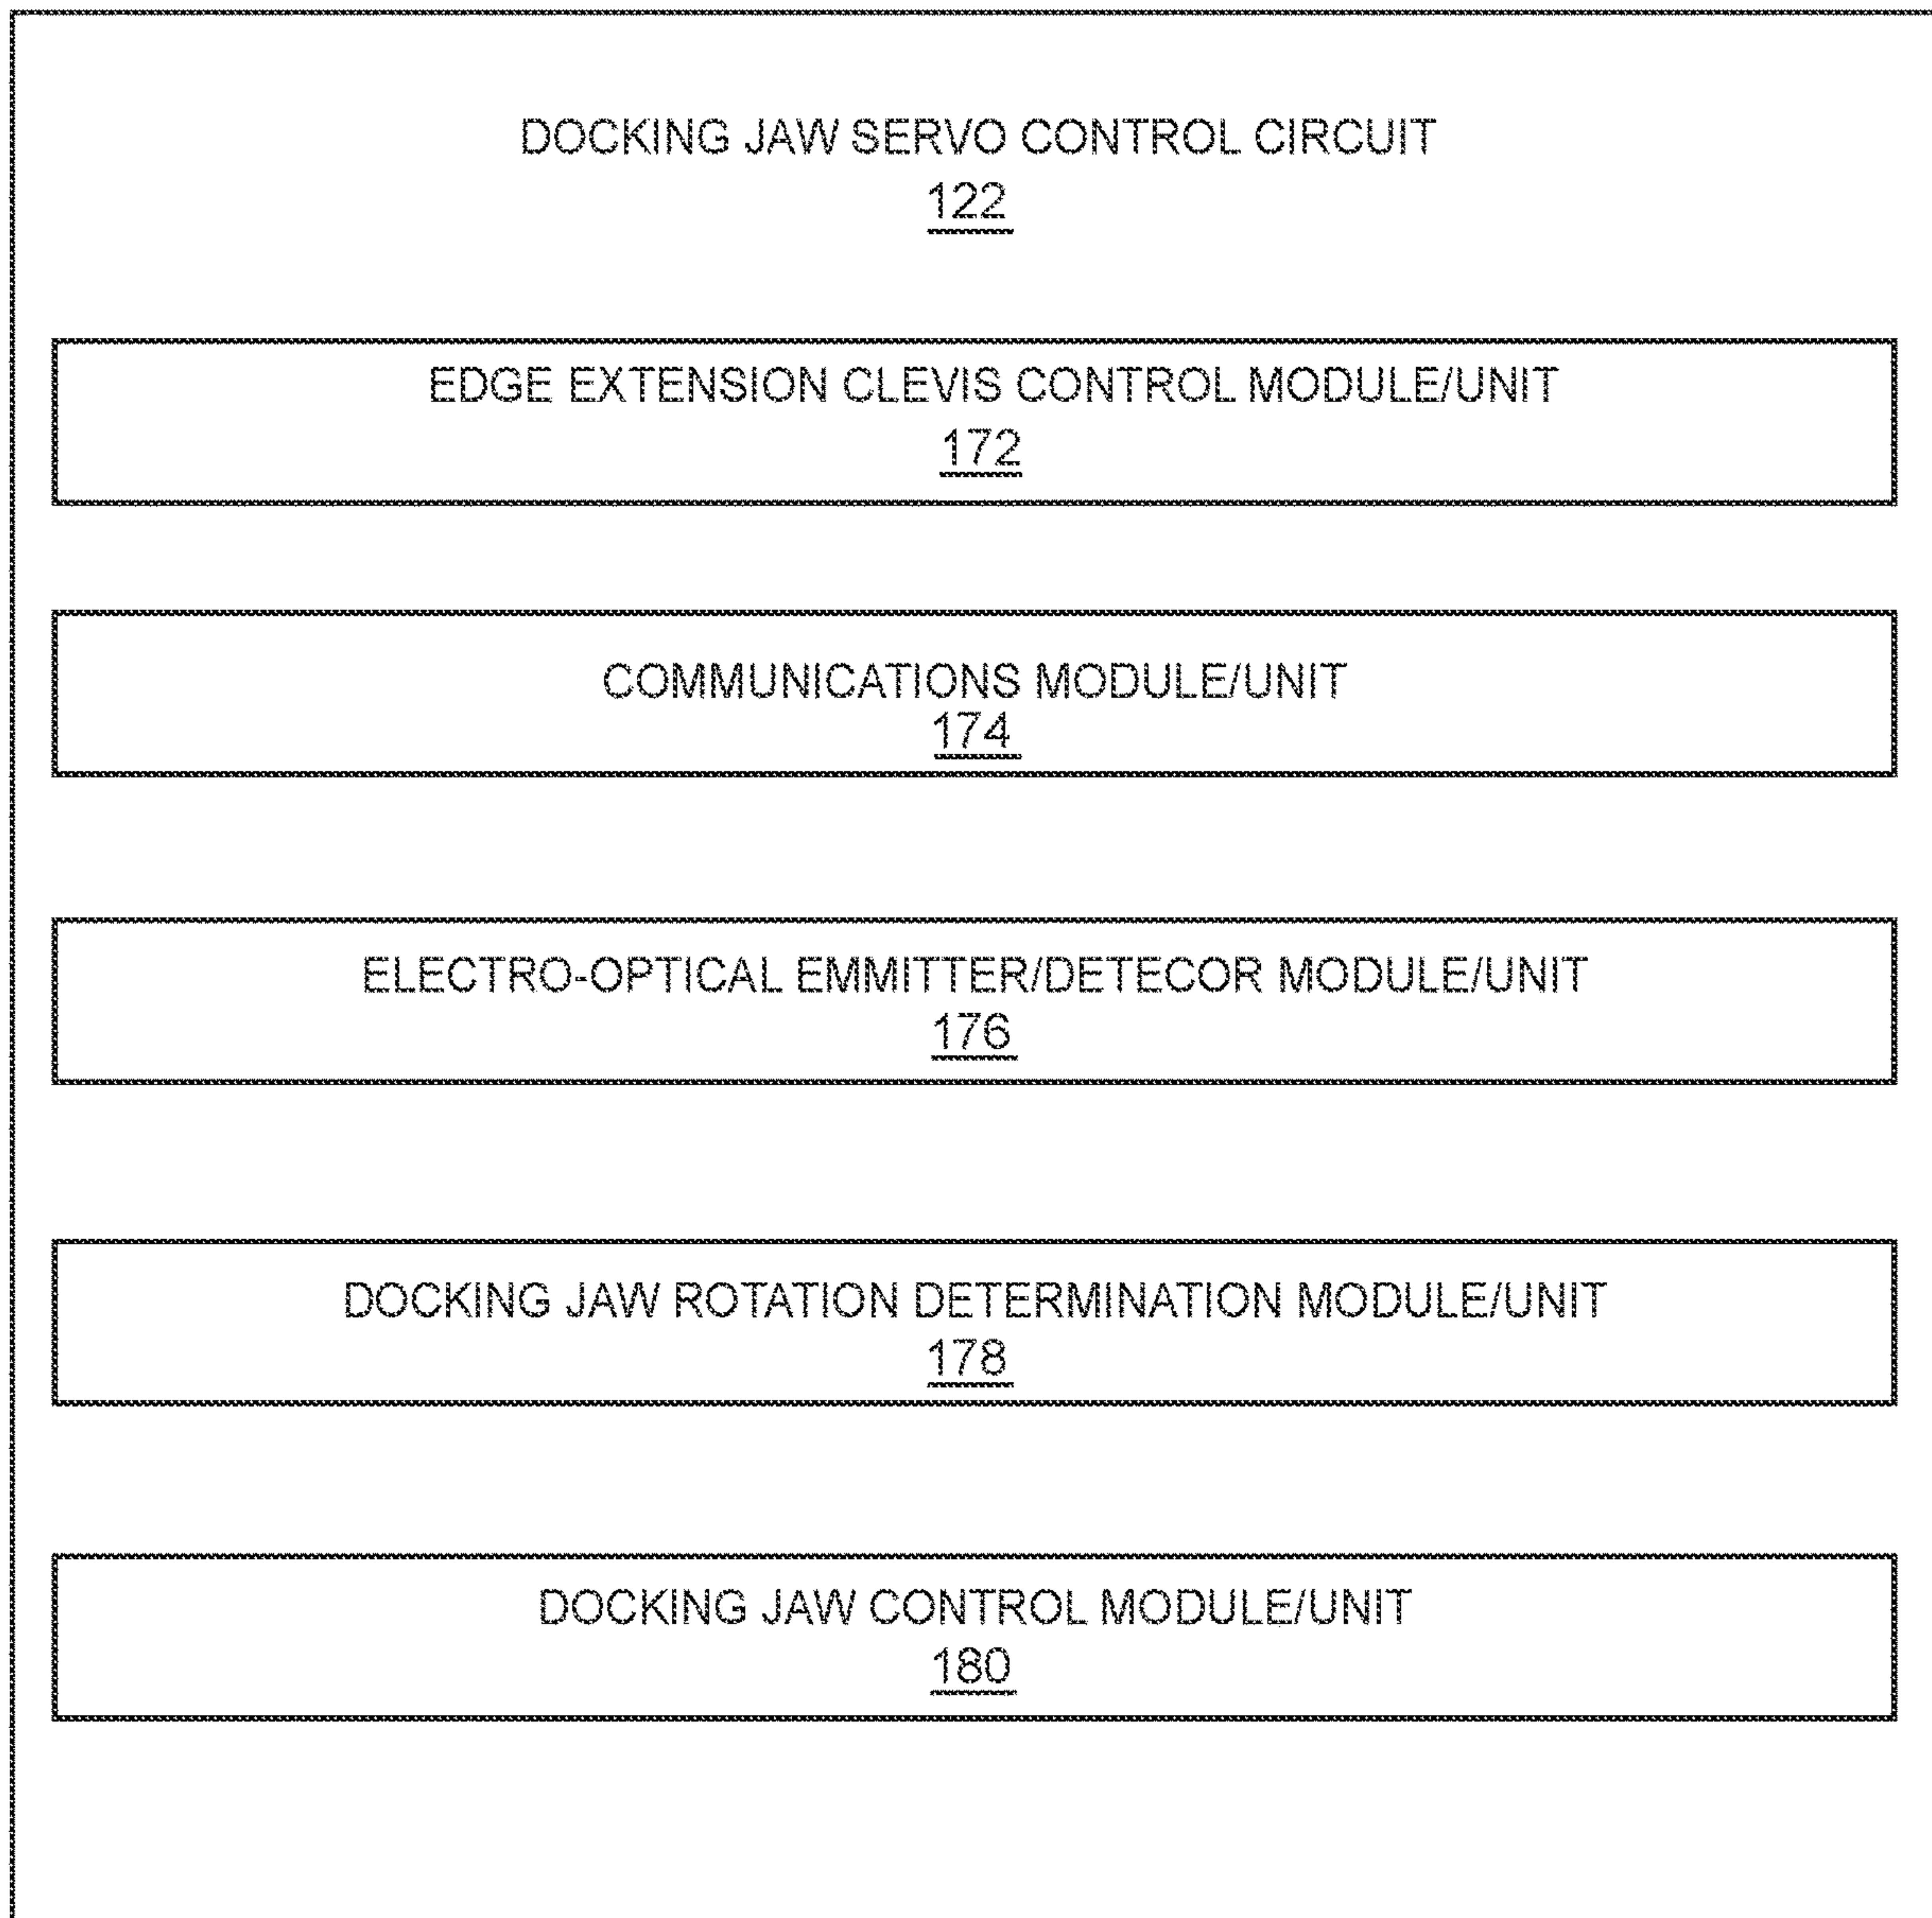 DOCKING JAW SERVO CONTROL CIRCUIT
122
EDGE EXTENSION CLEVIS CONTROL MODULE/UNIT
172
COMMUNICATIONS MODULE/UNIT
174
ELECTRO-OPTICAL EMMITTER/DETECOR MODULE/UNIT
176
DOCKING JAW ROTATION DETERMINATION MODULE/UNIT
178
DOCKING JAW CONTROL MODULE/UNIT
180